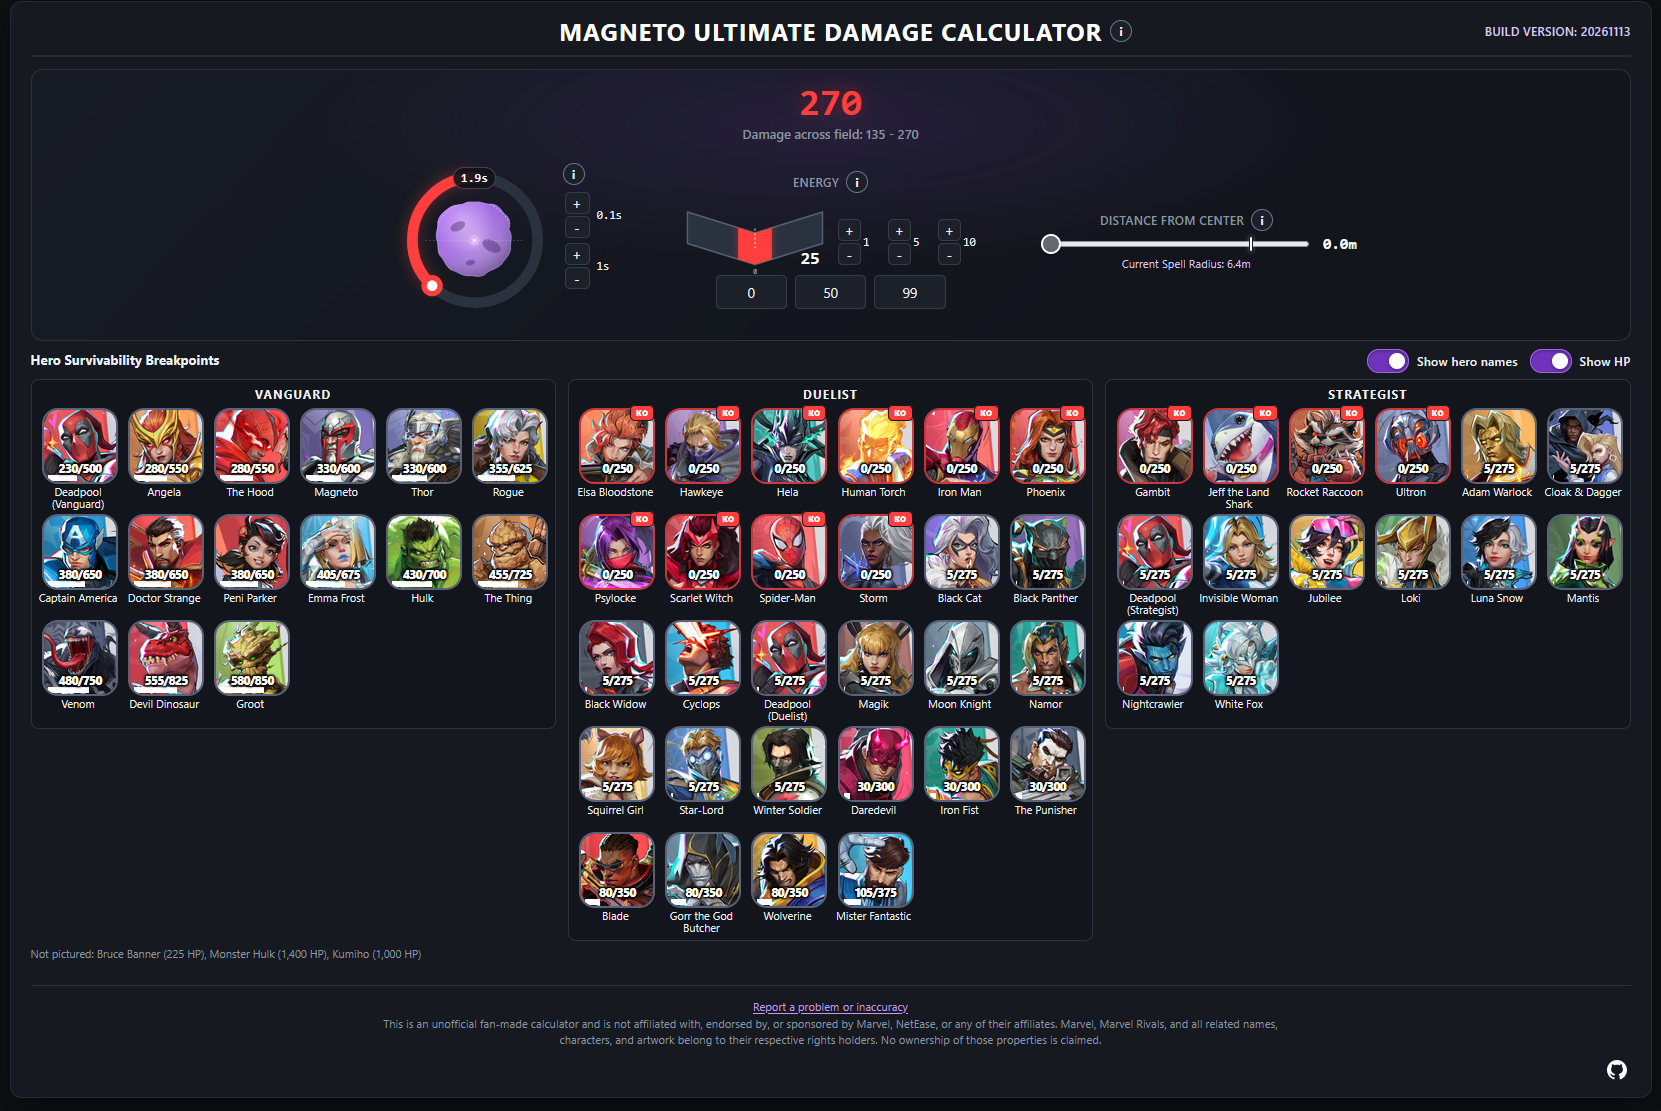 MAGNETO ULTIMATE DAMAGE CALCULATOR i
BUILD VERSION: 20261113
270
Damage across field: 135 - 270
1.9s
i
+
-
0.1s
+
-
1s
ENERGY i
0
25
+ - 1
+ - 5
+ - 10
0
50
99
DISTANCE FROM CENTER i
0.0m
Current Spell Radius: 6.4m
Hero Survivability Breakpoints
Show hero names
Show HP
VANGUARD
230/500 280/550 280/550 330/600 330/600 355/625
Deadpool (Vanguard) Angela The Hood Magneto Thor Rogue
380/650 380/650 380/650 405/675 430/700 455/725
Captain America Doctor Strange Peni Parker Emma Frost Hulk The Thing
480/750 555/825 580/850
Venom Devil Dinosaur Groot
DUELIST
KO KO KO KO KO KO
0/250 0/250 0/250 0/250 0/250 0/250
Elsa Bloodstone Hawkeye Hela Human Torch Iron Man Phoenix
KO KO KO KO
0/250 0/250 0/250 0/250 5/275 5/275
Psylocke Scarlet Witch Spider-Man Storm Black Cat Black Panther
5/275 5/275 5/275 5/275 5/275 5/275
Black Widow Cyclops Deadpool (Duelist) Magik Moon Knight Namor
5/275 5/275 5/275 30/300 30/300 30/300
Squirrel Girl Star-Lord Winter Soldier Daredevil Iron Fist The Punisher
80/350 80/350 80/350 105/375
Blade Gorr the God Butcher Wolverine Mister Fantastic
STRATEGIST
KO KO KO KO
0/250 0/250 0/250 0/250 5/275 5/275
Gambit Jeff the Land Shark Rocket Raccoon Ultron Adam Warlock Cloak & Dagger
5/275 5/275 5/275 5/275 5/275 5/275
Deadpool (Strategist) Invisible Woman Jubilee Loki Luna Snow Mantis
5/275 5/275
Nightcrawler White Fox
Not pictured: Bruce Banner (225 HP), Monster Hulk (1,400 HP), Kumiho (1,000 HP)
Report a problem or inaccuracy
This is an unofficial fan-made calculator and is not affiliated with, endorsed by, or sponsored by Marvel, NetEase, or any of their affiliates. Marvel, Marvel Rivals, and all related names,
characters, and artwork belong to their respective rights holders. No ownership of those properties is claimed.